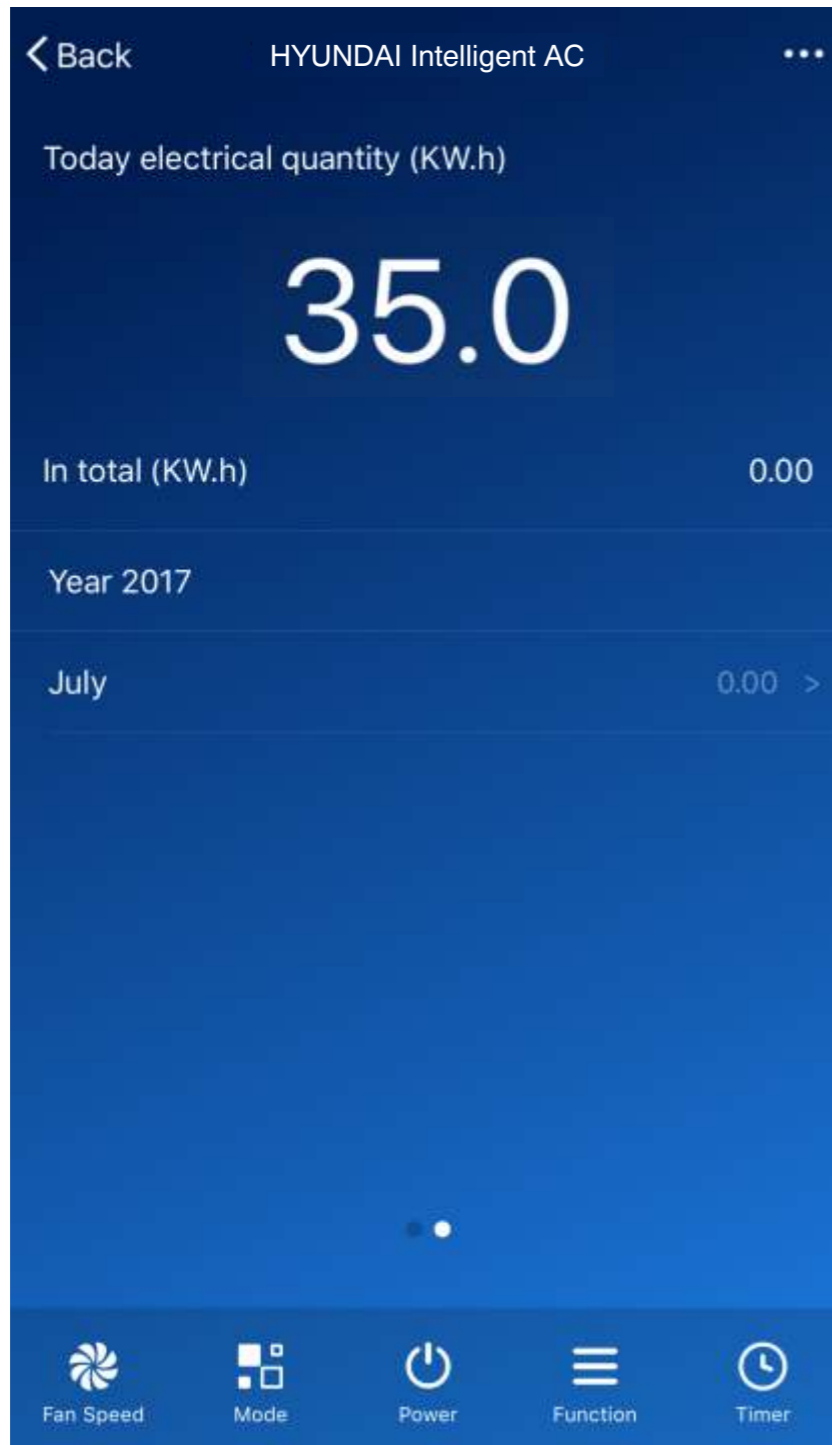 Back HYUNDAI Intelligent AC ...
Today electrical quantity (KW.h)
35.0
In total (KW.h) 0.00
Year 2017
July 0.00 >
Fan Speed Mode Power Function Timer